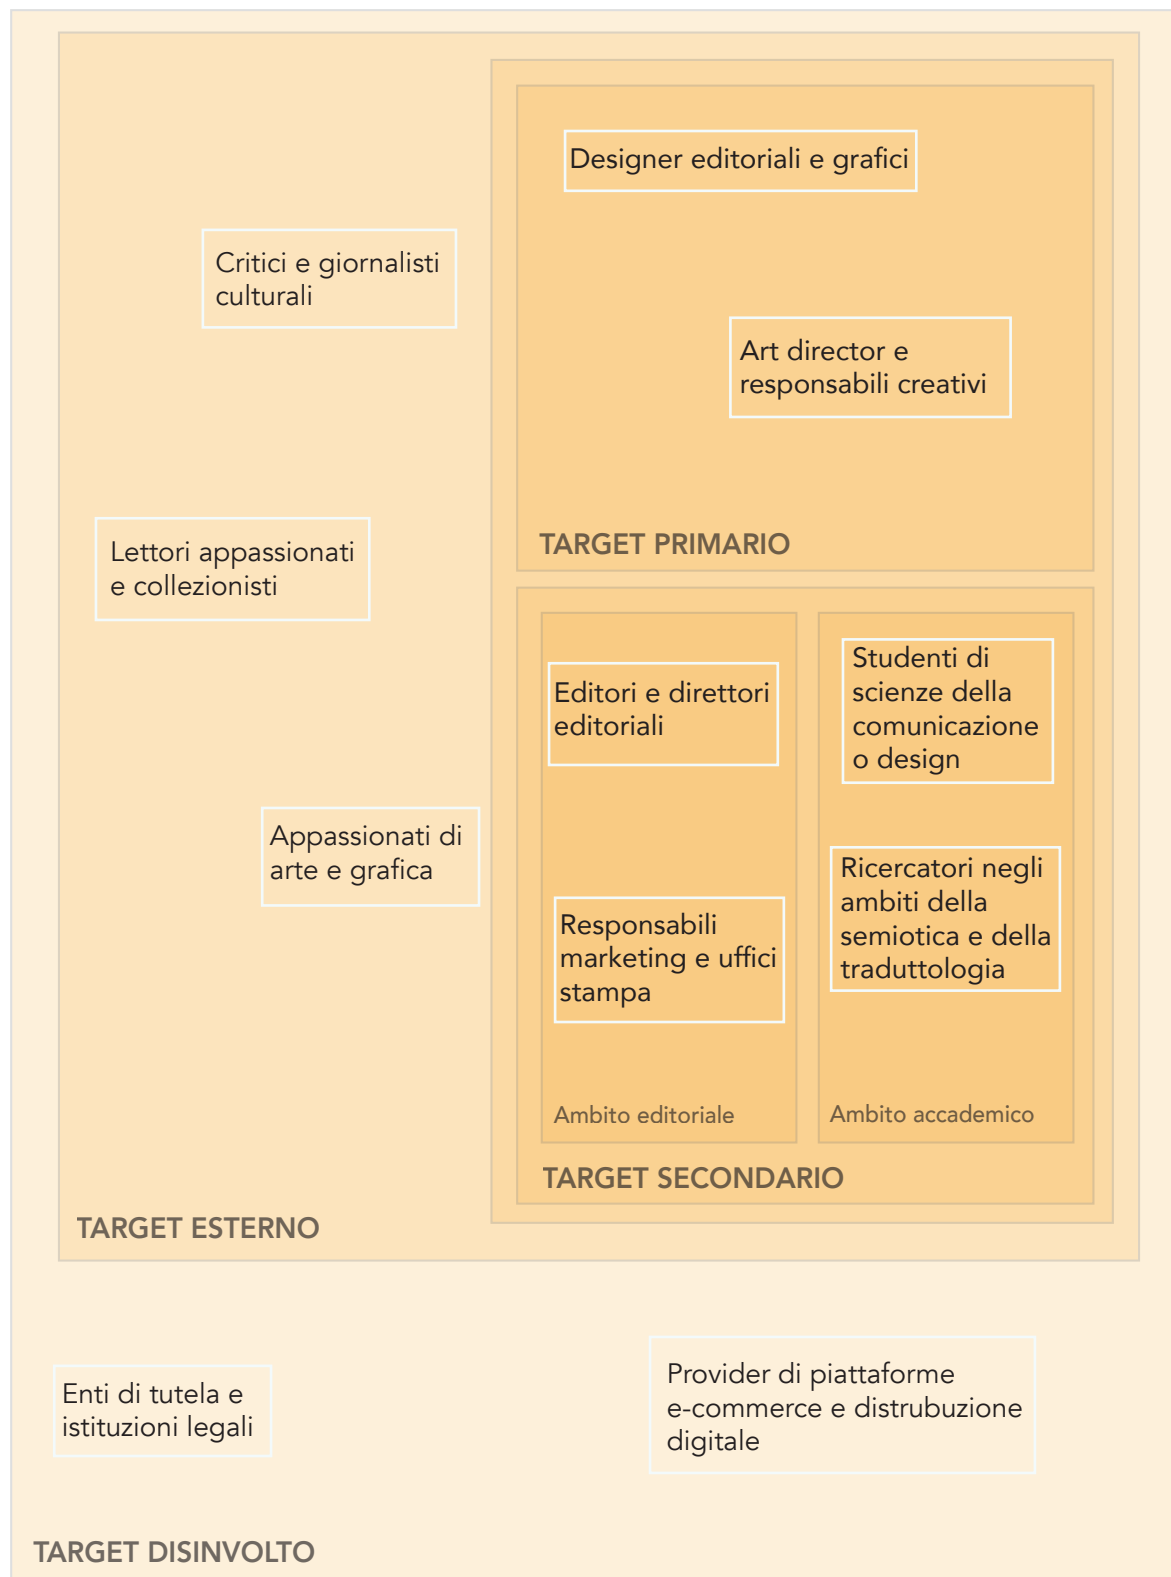 Designer editoriali e grafici
Critici e giornalisti
culturali
Art director e
responsabili creativi
TARGET PRIMARIO
Lettori appassionati
e collezionisti
Editori e direttori
editoriali
Studenti di
scienze della
comunicazione
o design
Appassionati di
arte e grafica
Responsabili
marketing e uffici
stampa
Ricercatori negli
ambiti della
semiotica e della
traduttologia
Ambito editoriale
Ambito accademico
TARGET SECONDARIO
TARGET ESTERNO
Enti di tutela e
istituzioni legali
Provider di piattaforme
e-commerce e distrubuzione
digitale
TARGET DISINVOLTO